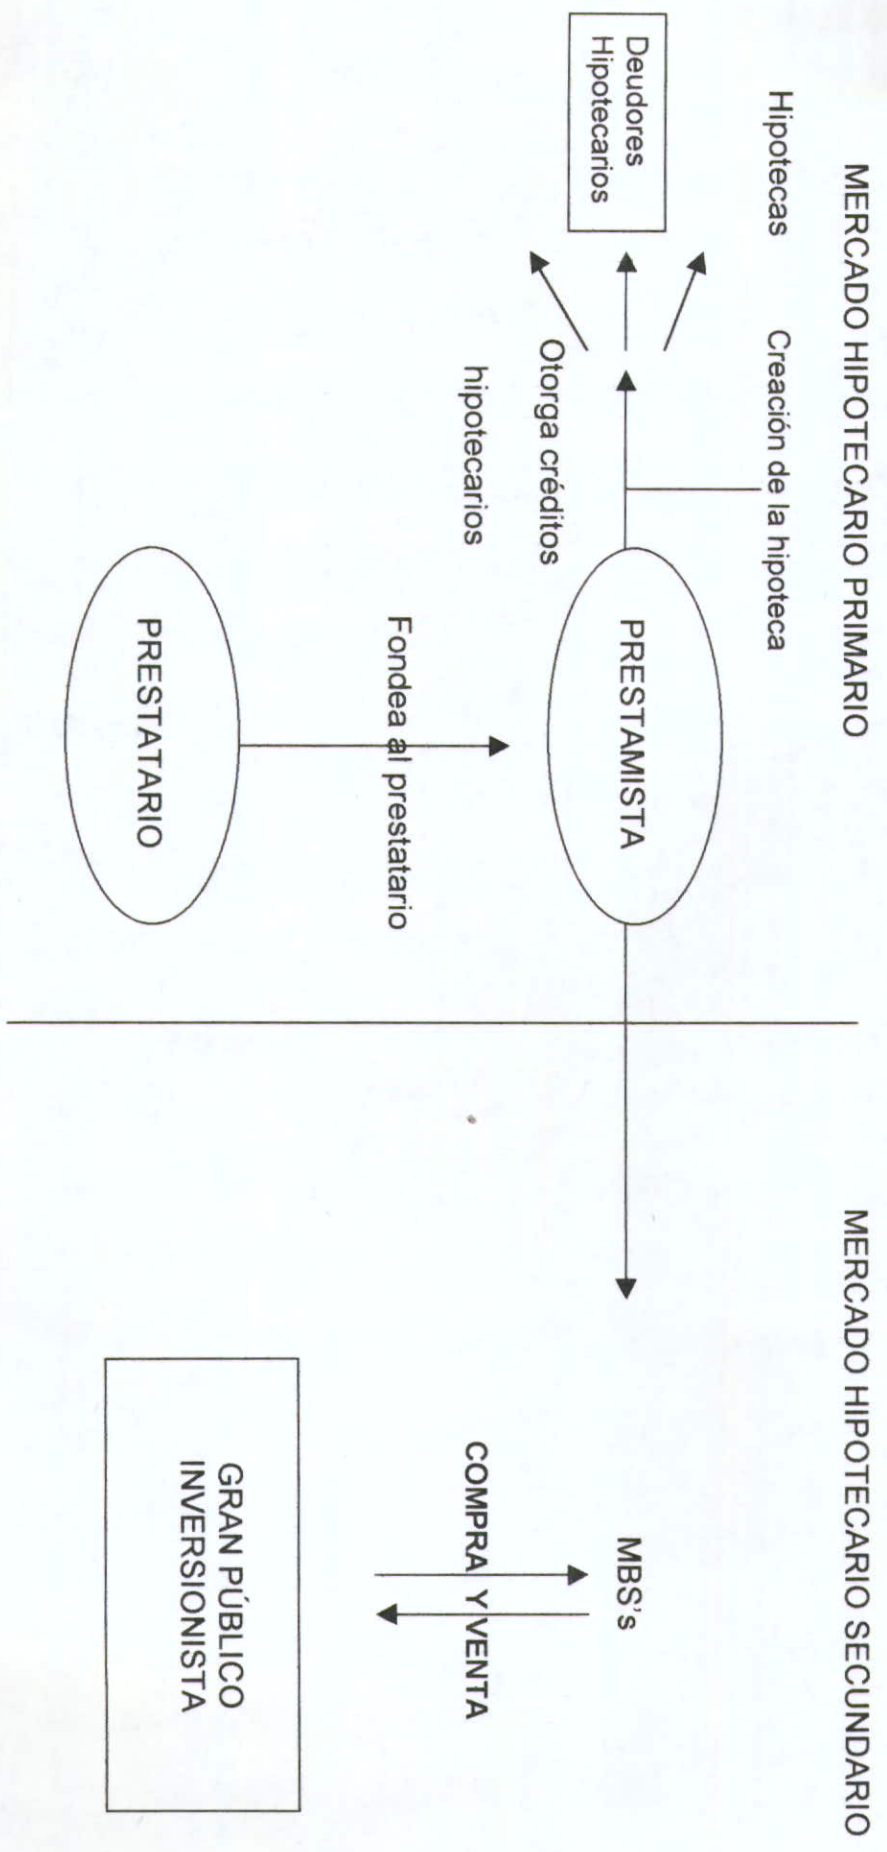 MERCADO HIPOTECARIO PRIMARIO
MERCADO HIPOTECARIO SECUNDARIO
Hipotecas
Creación de la hipoteca
Deudores
Hipotecarios
PRESTAMISTA
MBS's
Otorga créditos
hipotecarios
COMPRA Y VENTA
Fondea al prestatario
PRESTATARIO
GRAN PÚBLICO
INVERSIONISTA